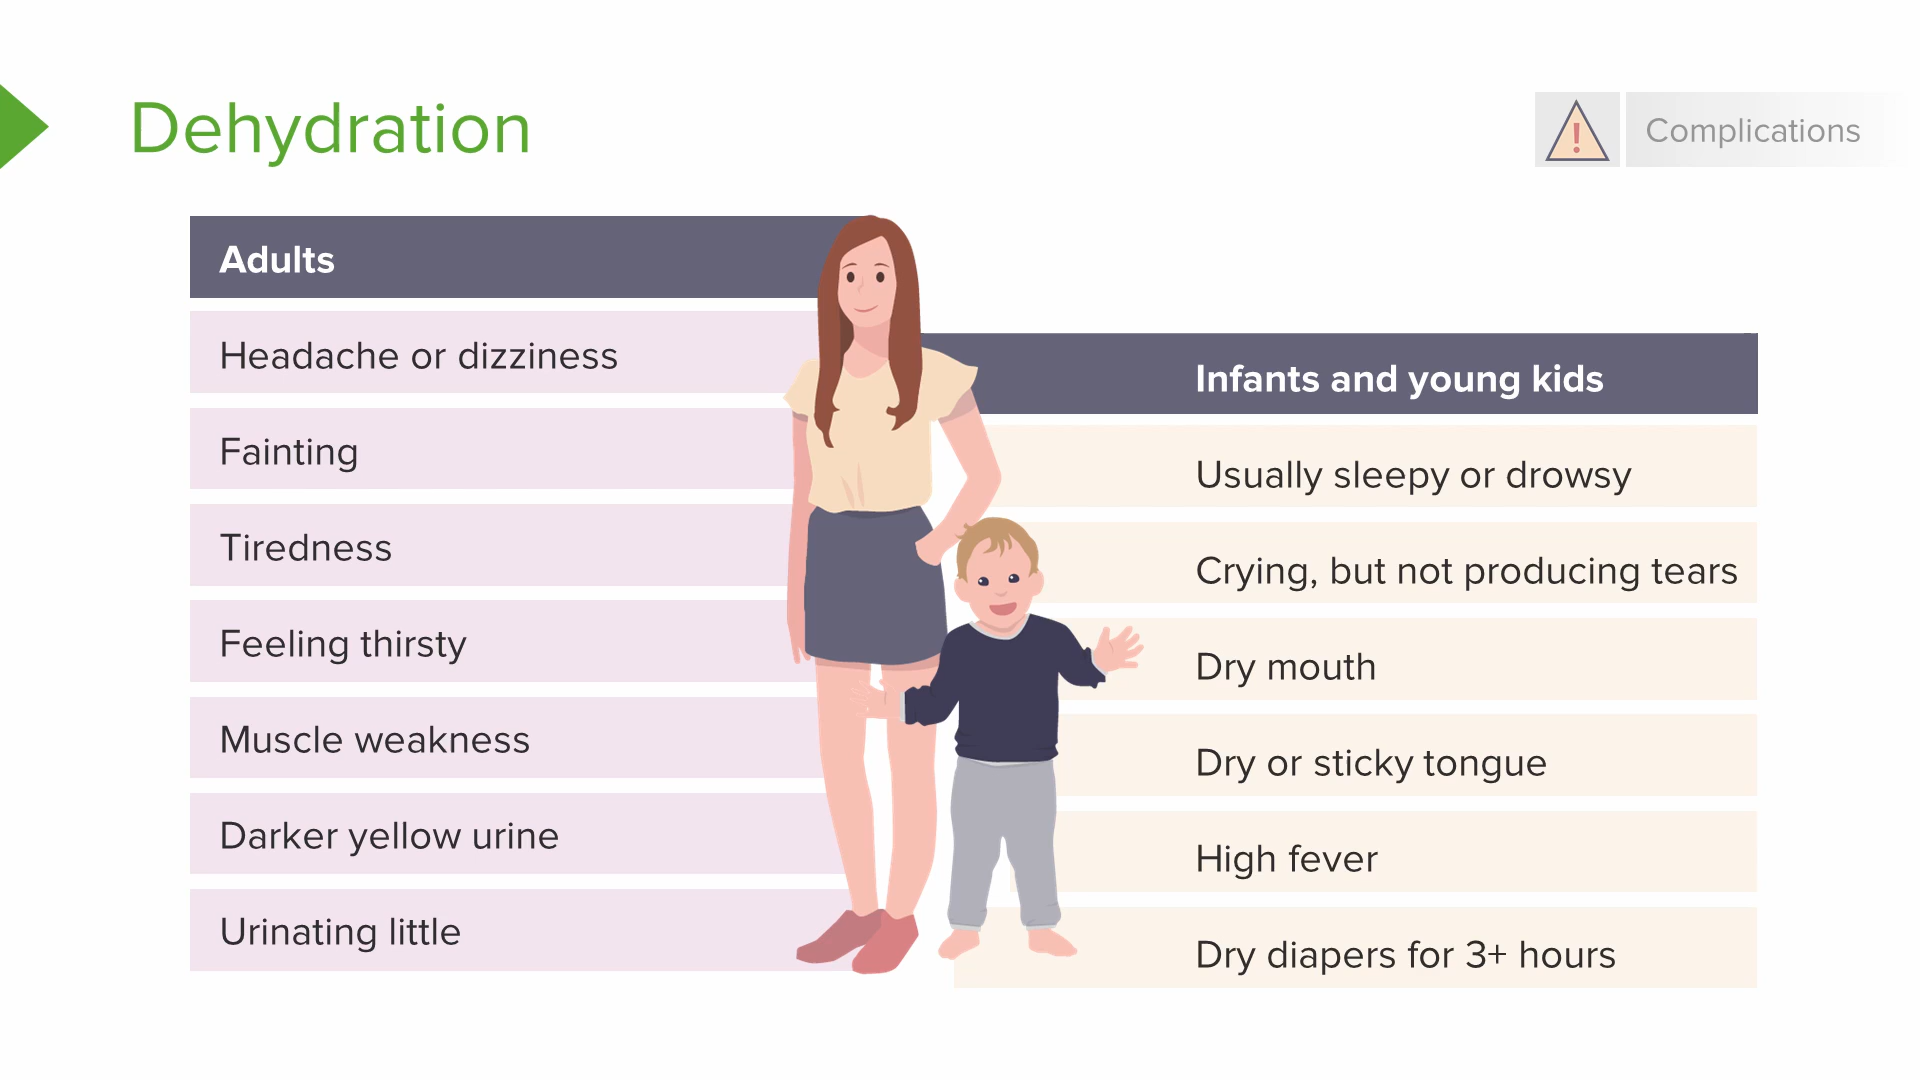 Dehydration
Complications
Adults
Headache or dizziness
Fainting
Tiredness
Feeling thirsty
Muscle weakness
Darker yellow urine
Urinating little
Infants and young kids
Usually sleepy or drowsy
Crying, but not producing tears
Dry mouth
Dry or sticky tongue
High fever
Dry diapers for 3+ hours